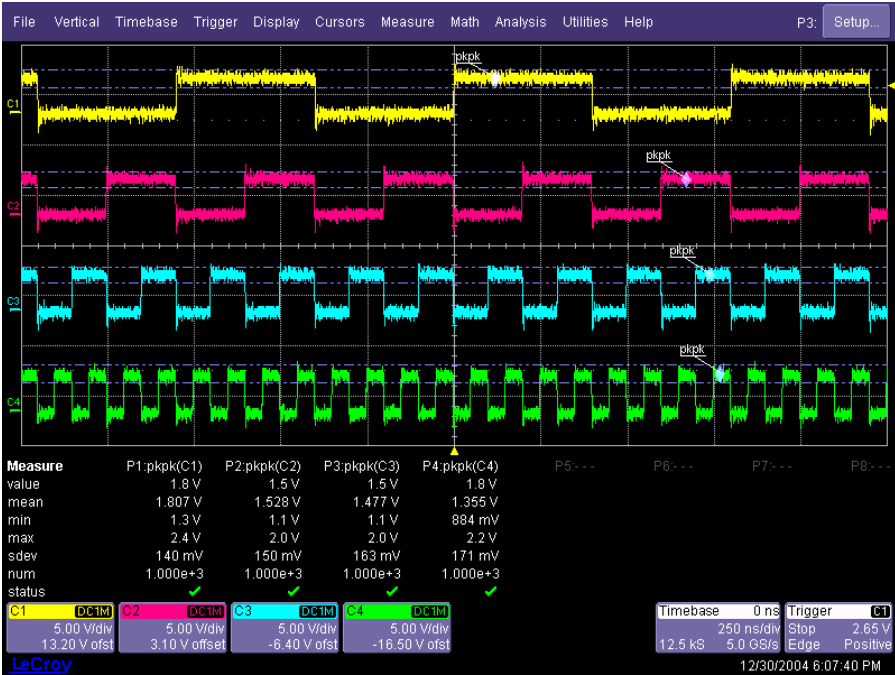 File Vertical Timebase Trigger Display Cursors Measure Math Analysis Utilities Help P3: Setup...
pkpk
C1
pkpk
C2
pkpk
C3
pkpk
C4
Measure P1:pkpk(C1) P2:pkpk(C2) P3:pkpk(C3) P4:pkpk(C4) P5:- - - P6:- - - P7:- - - P8:- - -
value 1.8 V 1.5 V 1.5 V 1.8 V
mean 1.807 V 1.528 V 1.477 V 1.355 V
min 1.3 V 1.1 V 1.1 V 884 mV
max 2.4 V 2.0 V 2.0 V 2.2 V
sdev 140 mV 150 mV 163 mV 171 mV
num 1.000e+3 1.000e+3 1.000e+3 1.000e+3
status
C1 DC1M C2 DC1M C3 DC1M C4 DC1M Timebase 0 ns Trigger C1
5.00 V/div 5.00 V/div 5.00 V/div 5.00 V/div 250 ns/div Stop 2.65 V
13.20 V ofst 3.10 V offset -6.40 V ofst -16.50 V ofst 12.5 kS 5.0 GS/s Edge Positive
LeCroy 12/30/2004 6:07:40 PM